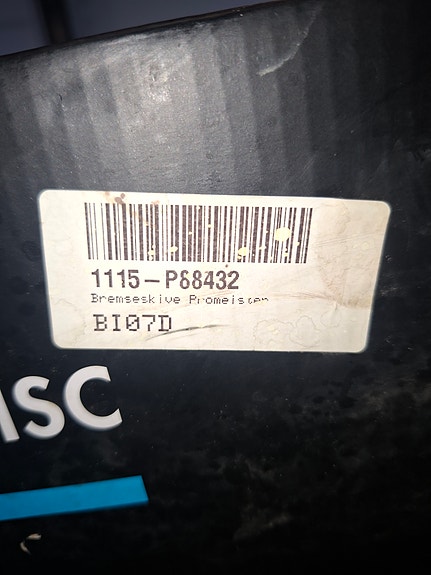 1115-P68432
Bremseskive Promeister
BI07D
ISC